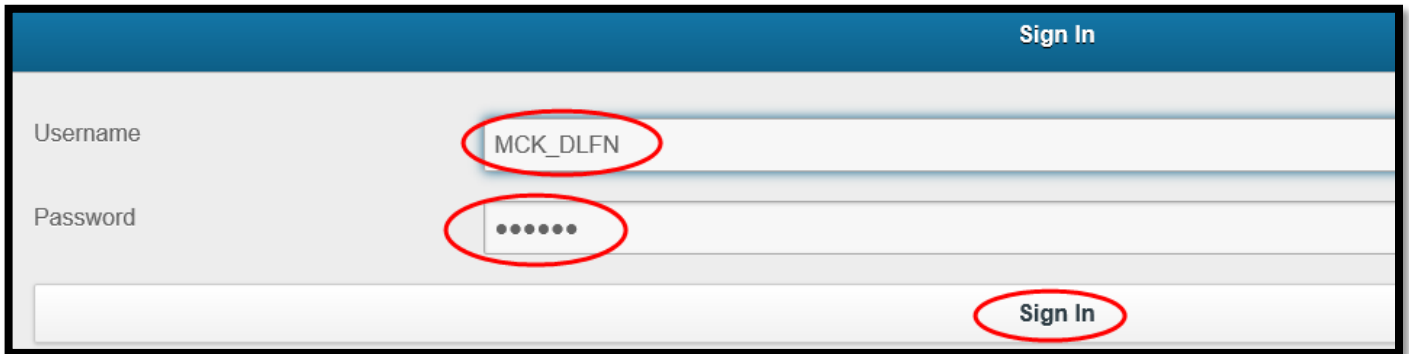 Sign In
Username
MCK_DLFN
Password
••••••
Sign In